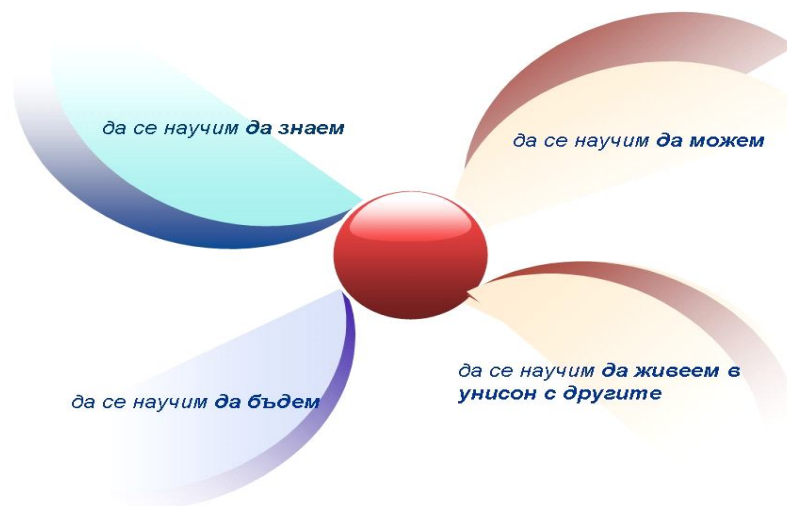 да се научим да знаем
да се научим да можем
да се научим да живеем в
унисон с другите
да се научим да бъдем